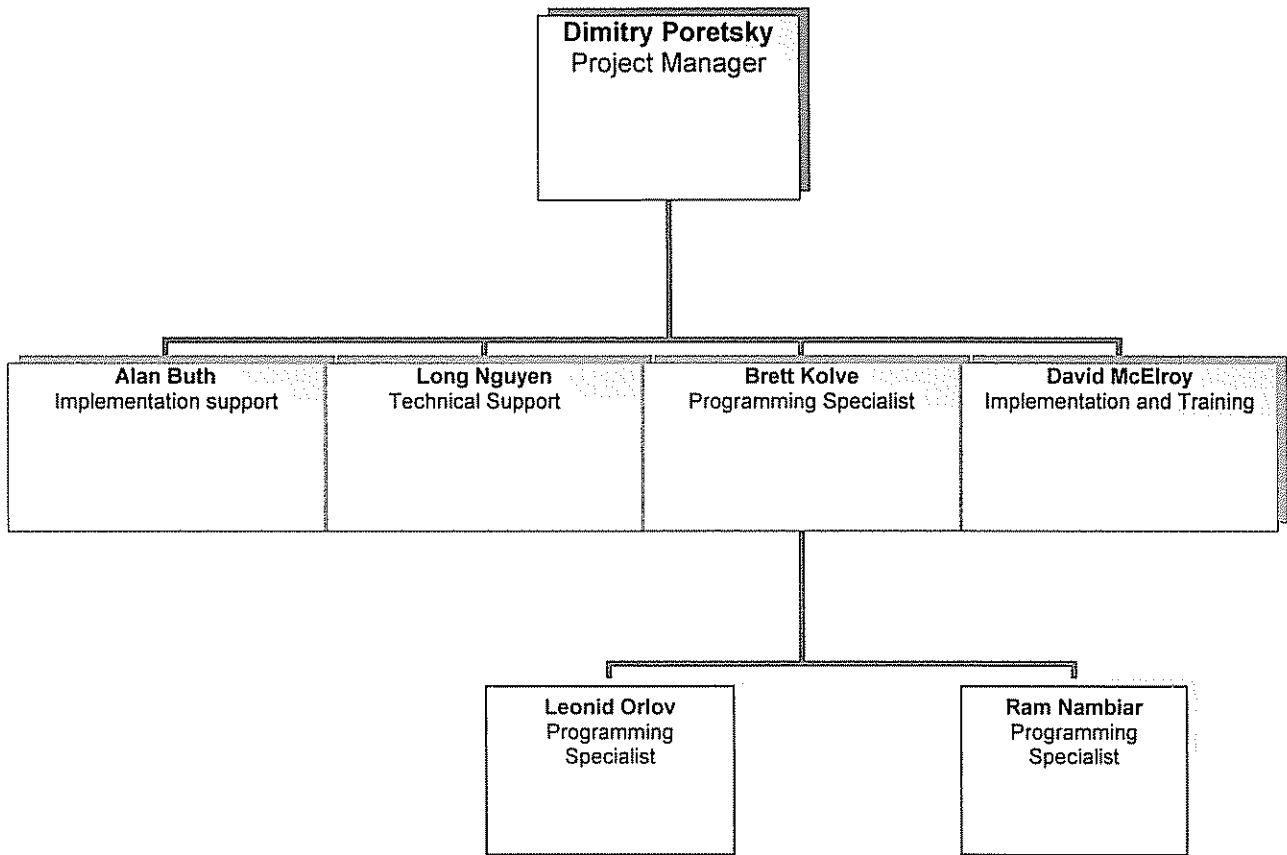 Dimitry Poretsky
Project Manager
Alan Buth
Implementation support
Long Nguyen
Technical Support
Brett Kolve
Programming Specialist
David McElroy
Implementation and Training
Leonid Orlov
Programming
Specialist
Ram Nambiar
Programming
Specialist